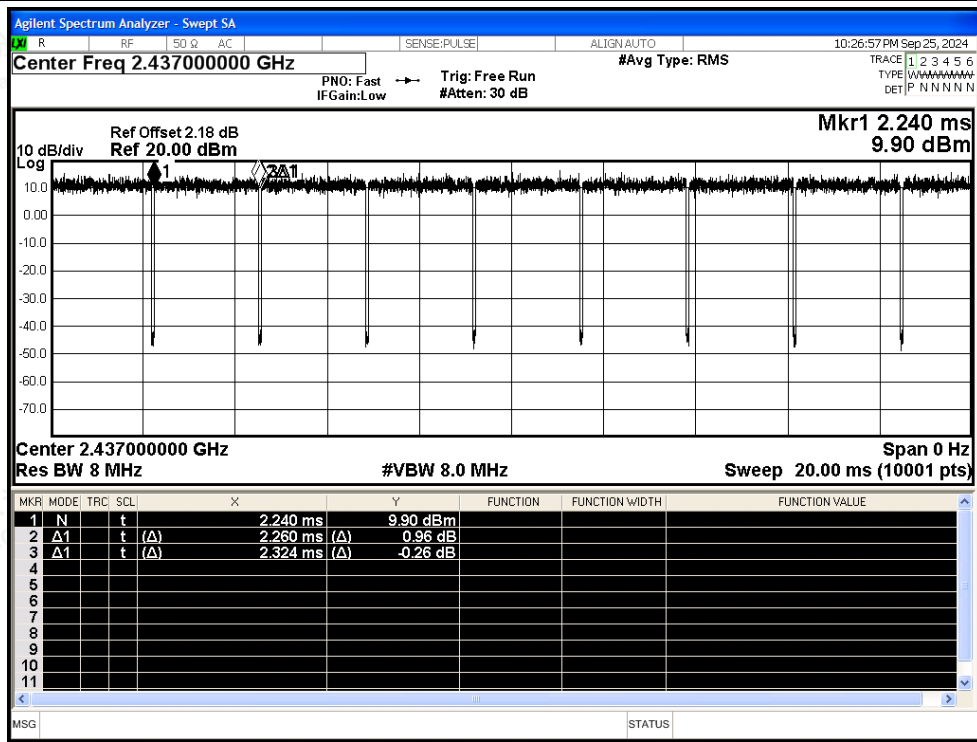 Agilent Spectrum Analyzer - Swept SA
LXI R RF 50 Ω AC SENSE:PULSE ALIGN AUTO 10:26:57 PM Sep 25, 2024
Center Freq 2.437000000 GHz #Avg Type: RMS TRACE 1 2 3 4 5 6
PNO: Fast Trig: Free Run TYPE WWWWWW
IFGain:Low #Atten: 30 dB DET P N N N N N
Mkr1 2.240 ms
Ref Offset 2.18 dB
10 dB/div Ref 20.00 dBm 9.90 dBm
Log
1 2Δ1 3Δ1
10.0
0.00
-10.0
-20.0
-30.0
-40.0
-50.0
-60.0
-70.0
Center 2.437000000 GHz Span 0 Hz
Res BW 8 MHz #VBW 8.0 MHz Sweep 20.00 ms (10001 pts)
MKR MODE TRC SCL X Y FUNCTION FUNCTION WIDTH FUNCTION VALUE
1 N t 2.240 ms 9.90 dBm
2 Δ1 t (Δ) 2.260 ms (Δ) 0.96 dB
3 Δ1 t (Δ) 2.324 ms (Δ) -0.26 dB
4
5
6
7
8
9
10
11
MSG STATUS